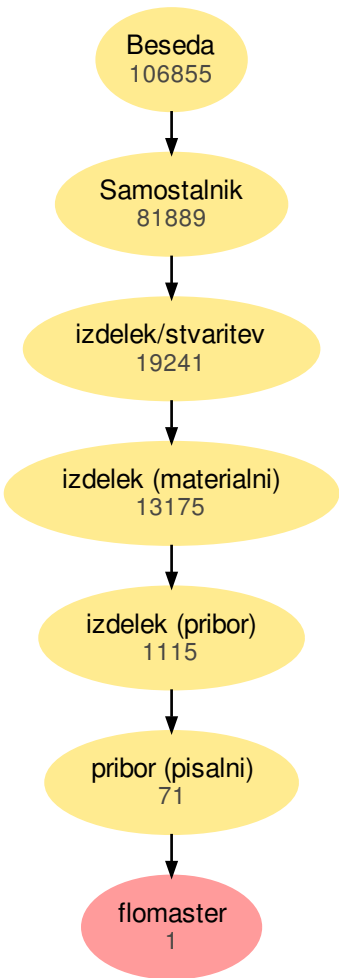 Beseda
106855
Samostalnik
81889
izdelek/stvaritev
19241
izdelek (materialni)
13175
izdelek (pribor)
1115
pribor (pisalni)
71
flomaster
1